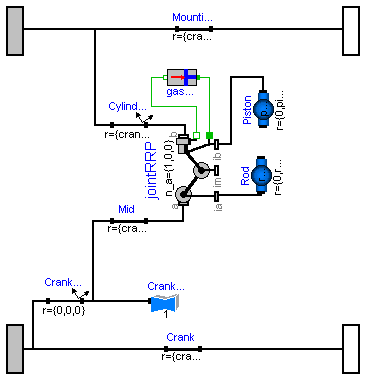 Mounti...
r={cra...
gas...
Cylind...
r={cran...
Piston
r={0,pi...
b
ib
jointRRP
n_a={1,0,0}
im
Rod
r={0,r...
a
ia
Mid
r={cra...
Crank...
r={0,0,0}
Crank...
1
Crank
r={cra...